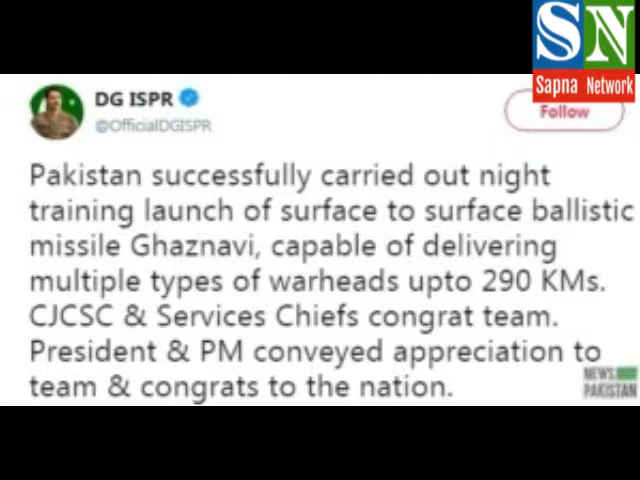 SN
Sapna Network
DG ISPR
@OfficialDGISPR
Follow
Pakistan successfully carried out night
training launch of surface to surface ballistic
missile Ghaznavi, capable of delivering
multiple types of warheads upto 290 KMs.
CJCSC & Services Chiefs congrat team.
President & PM conveyed appreciation to
team & congrats to the nation.
NEWS
PAKISTAN